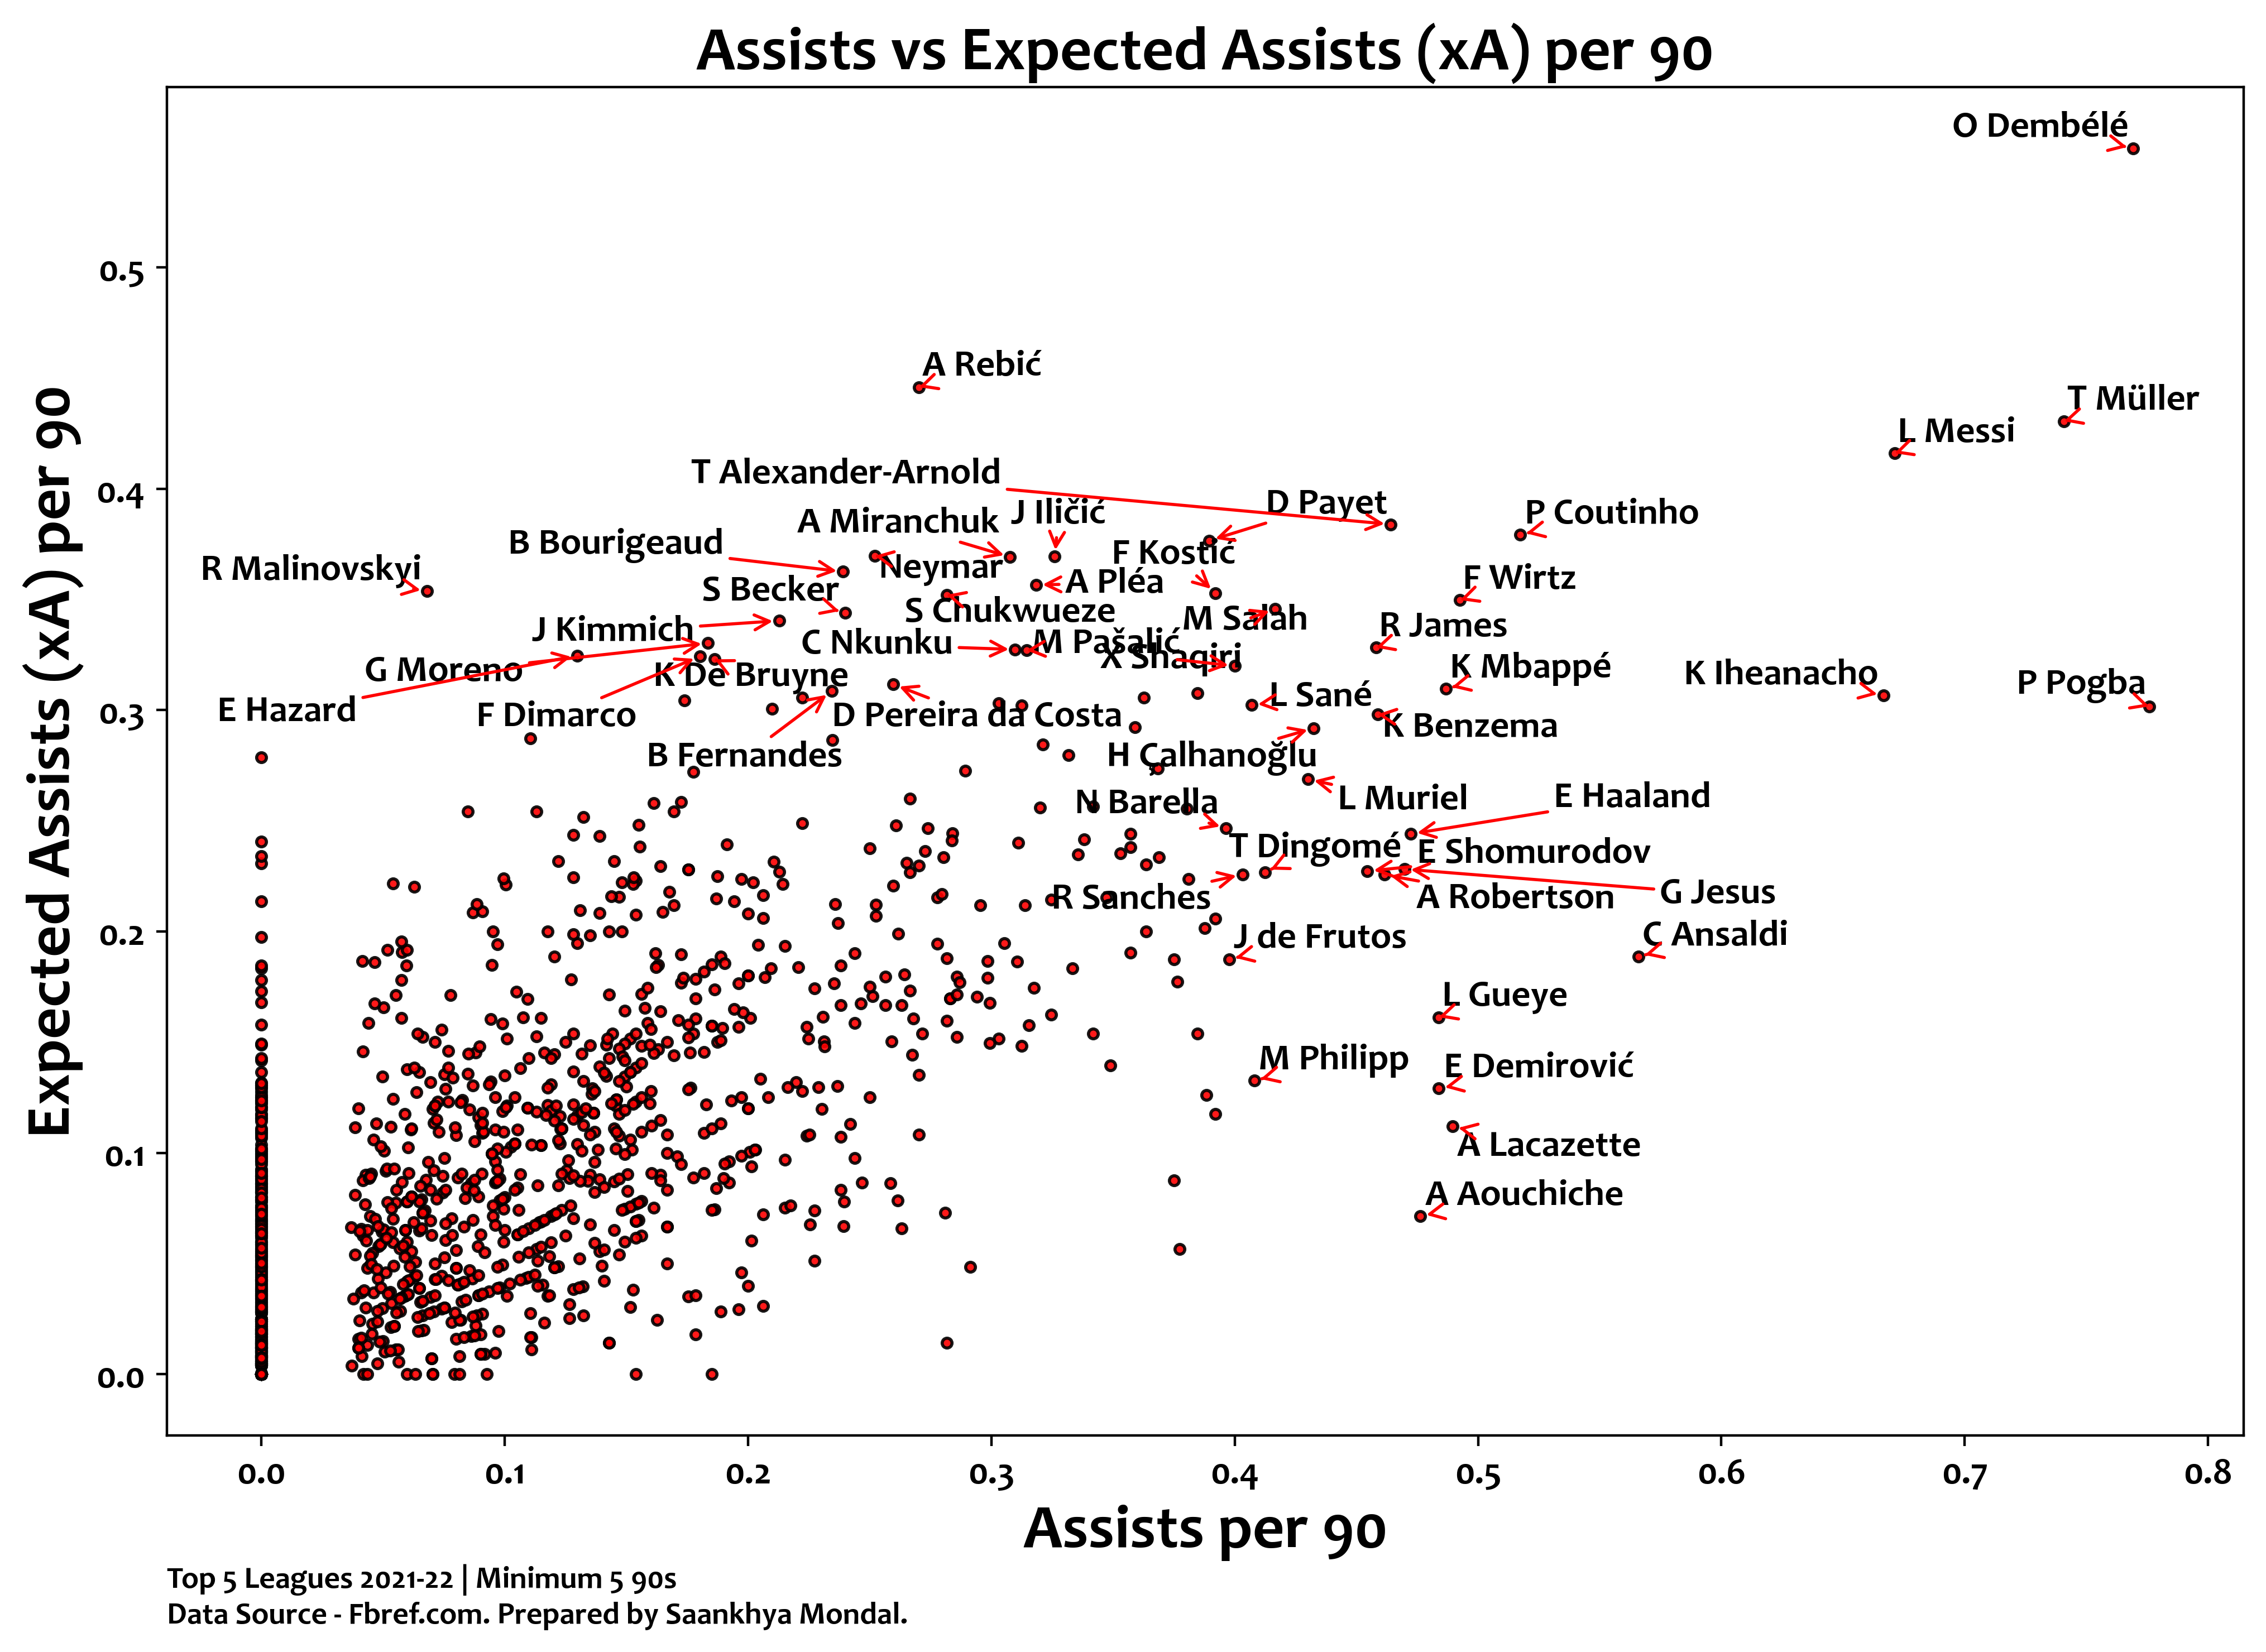 Assists vs Expected Assists (xA) per 90
O Dembélé
A Rebić
T Müller
L Messi
T Alexander-Arnold
D Payet
P Coutinho
J Iličić
A Miranchuk
B Bourigeaud
F Kostić
R Malinovskyi
Neymar
F Wirtz
A Pléa
S Becker
S Chukwueze
M Salah
R James
J Kimmich
C Nkunku
M Pašalić
X Shaqiri
G Moreno
K De Bruyne
K Mbappé
K Iheanacho
P Pogba
L Sané
E Hazard
F Dimarco
D Pereira da Costa
K Benzema
B Fernandes
H Çalhanoğlu
N Barella
L Muriel
E Haaland
T Dingomé
E Shomurodov
R Sanches
A Robertson
G Jesus
J de Frutos
C Ansaldi
L Gueye
M Philipp
E Demirović
A Lacazette
A Aouchiche
Expected Assists (xA) per 90
0.5
0.4
0.3
0.2
0.1
0.0
0.0 0.1 0.2 0.3 0.4 0.5 0.6 0.7 0.8
Assists per 90
Top 5 Leagues 2021-22 | Minimum 5 90s
Data Source - Fbref.com. Prepared by Saankhya Mondal.